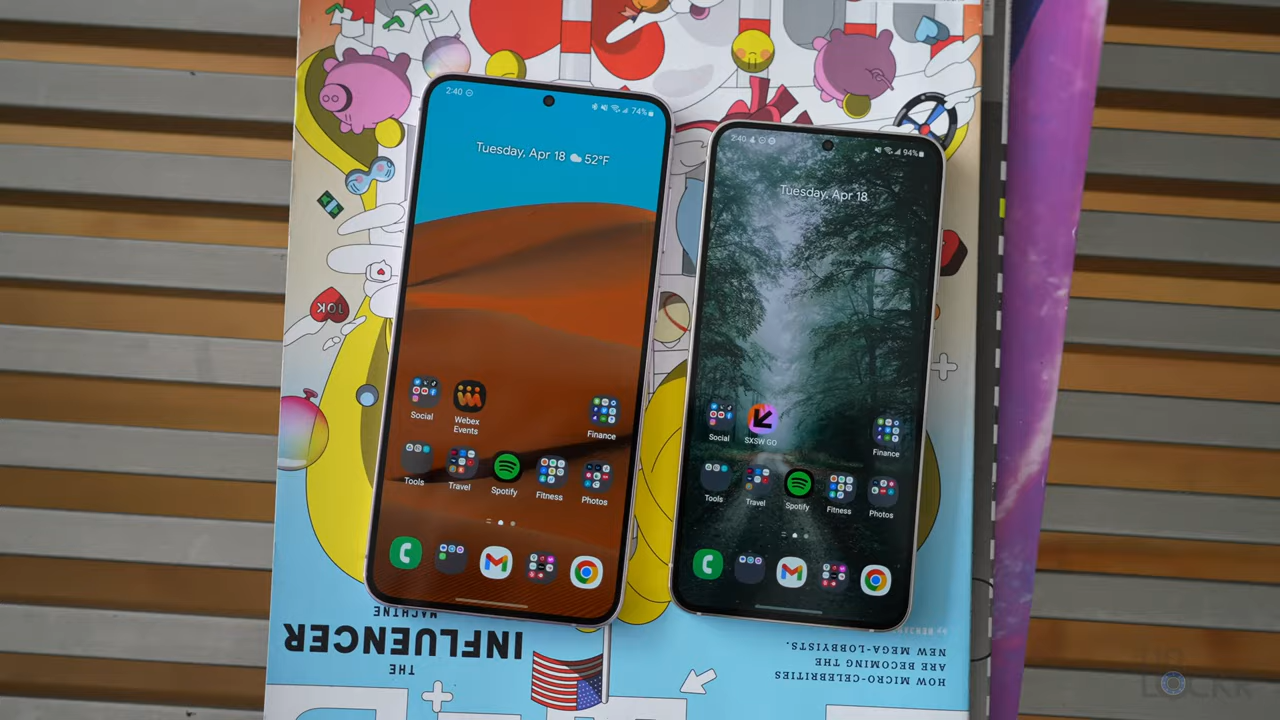 2:40
74%
Tuesday, Apr 18 52°F
Social
Webex
Events
Finance
Tools
Travel
Spotify
Fitness
Photos
2:40
94%
Tuesday, Apr 18
Social
SXSW GO
Finance
Tools
Travel
Spotify
Fitness
Photos
10K
THE
INFLUENCER
MACHINE
HOW MICRO-CELEBRITIES
ARE BECOMING THE
NEW MEGA-LOBBYISTS.